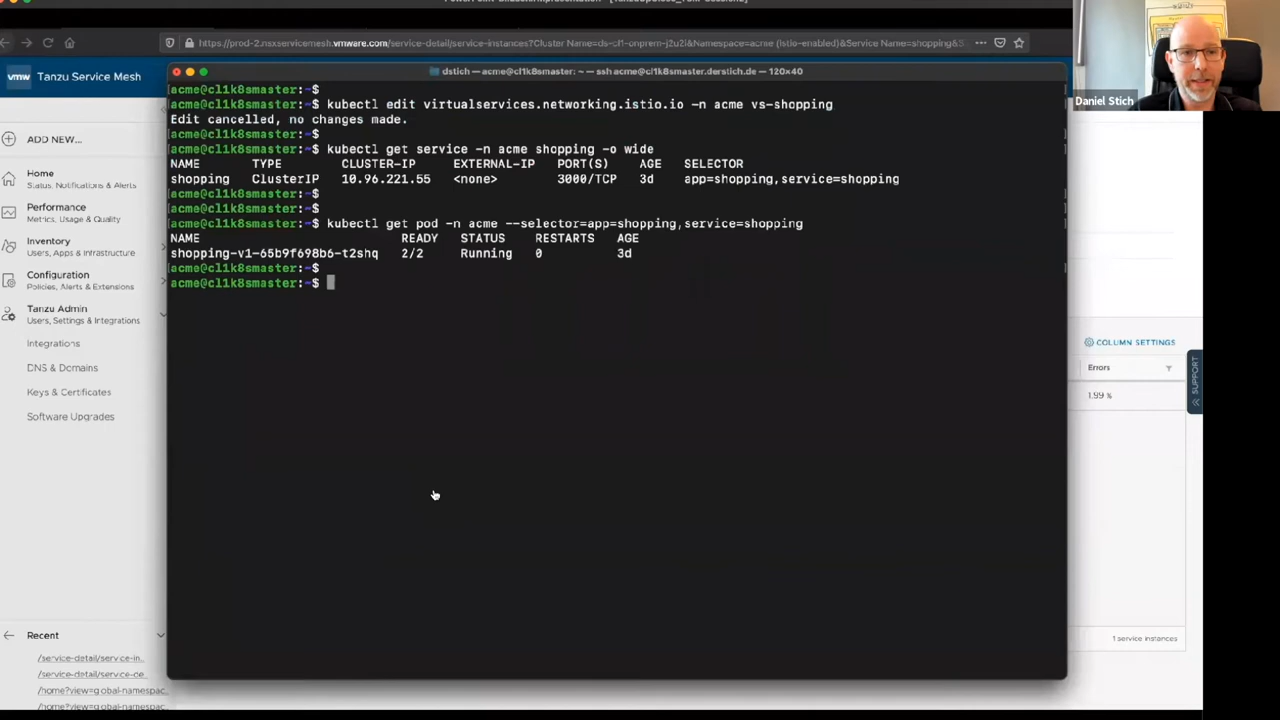 https://prod-2.nsxservicemesh.vmware.com/service-detail/service-instances?Cluster Name=ds-cl1-onprem-j2u2i&Namespace=acme (istio-enabled)&Service Name=shopping&3
vmw Tanzu Service Mesh
dstich — acme@cl1k8smaster: ~ — ssh acme@cl1k8smaster.derstich.de — 120×40
Daniel Stich
[acme@cl1k8smaster:~$
[acme@cl1k8smaster:~$ kubectl edit virtualservices.networking.istio.io -n acme vs-shopping
Edit cancelled, no changes made.
[acme@cl1k8smaster:~$
[acme@cl1k8smaster:~$ kubectl get service -n acme shopping -o wide
NAME TYPE CLUSTER-IP EXTERNAL-IP PORT(S) AGE SELECTOR
shopping ClusterIP 10.96.221.55 <none> 3000/TCP 3d app=shopping,service=shopping
[acme@cl1k8smaster:~$
[acme@cl1k8smaster:~$
[acme@cl1k8smaster:~$ kubectl get pod -n acme --selector=app=shopping,service=shopping
NAME READY STATUS RESTARTS AGE
shopping-v1-65b9f698b6-t2shq 2/2 Running 0 3d
[acme@cl1k8smaster:~$
acme@cl1k8smaster:~$
ADD NEW...
Home
Status, Notifications & Alerts
Performance
Metrics, Usage & Quality
Inventory
Users, Apps & Infrastructure
Configuration
Policies, Alerts & Extensions
Tanzu Admin
Users, Settings & Integrations
Integrations
DNS & Domains
Keys & Certificates
Software Upgrades
Recent
/service-detail/service-in..
/service-detail/service-de..
/home?view=global-namespac..
/home?view=global-namespac..
COLUMN SETTINGS
Errors
1.99 %
SUPPORT
1 service instances